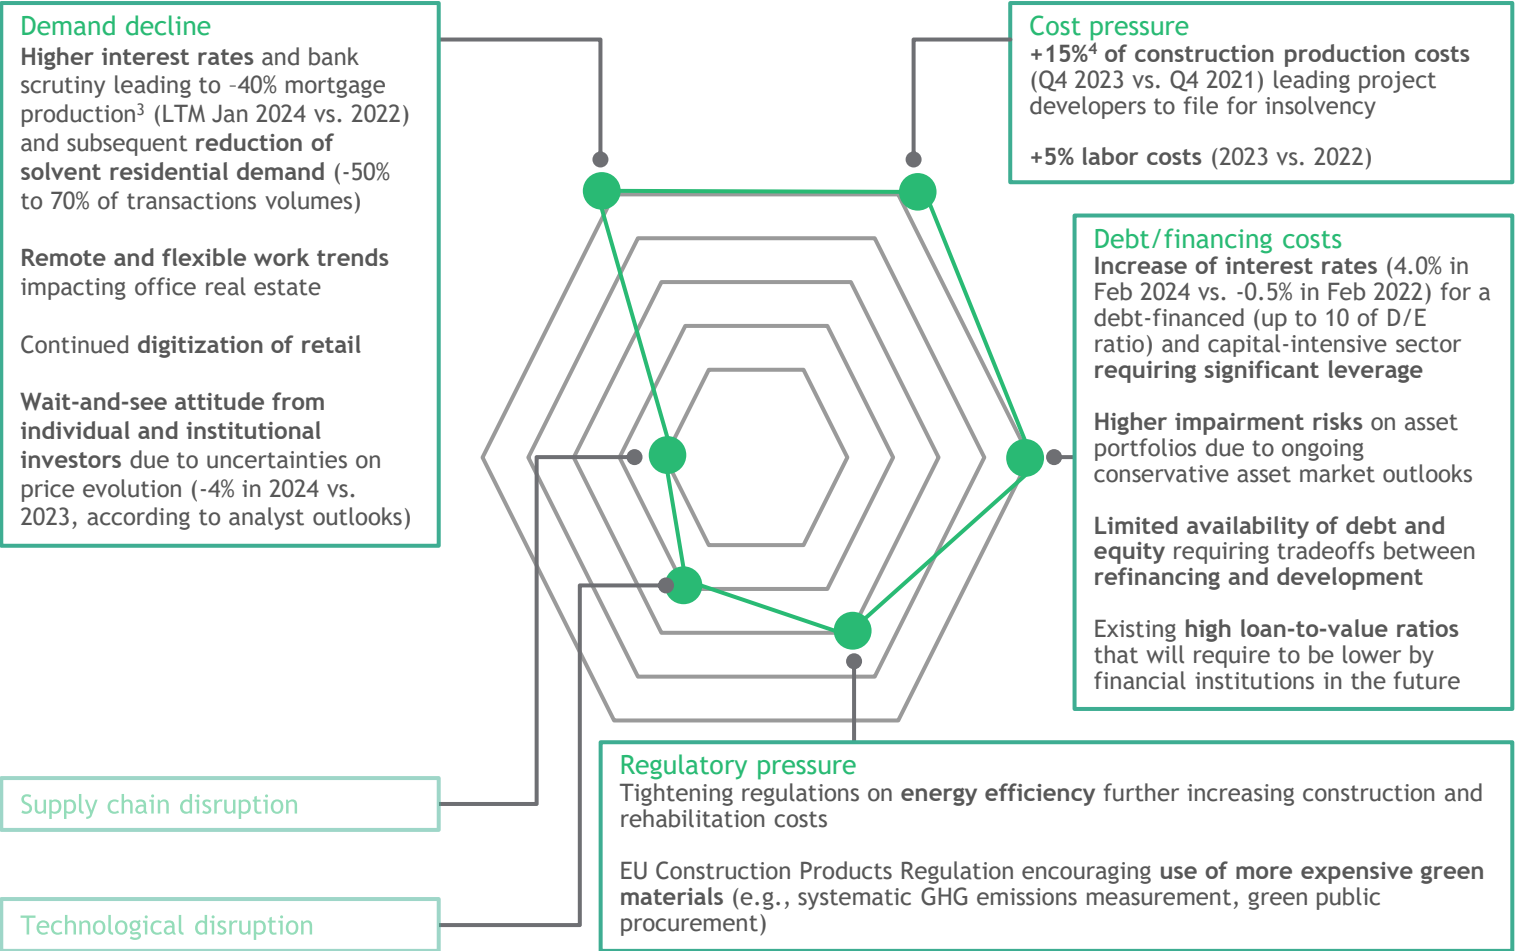 Demand decline
Higher interest rates and bank
scrutiny leading to -40% mortgage
production³ (LTM Jan 2024 vs. 2022)
and subsequent reduction of
solvent residential demand (-50%
to 70% of transactions volumes)
Remote and flexible work trends
impacting office real estate
Continued digitization of retail
Wait-and-see attitude from
individual and institutional
investors due to uncertainties on
price evolution (-4% in 2024 vs.
2023, according to analyst outlooks)
Cost pressure
+15%⁴ of construction production costs
(Q4 2023 vs. Q4 2021) leading project
developers to file for insolvency
+5% labor costs (2023 vs. 2022)
Debt/financing costs
Increase of interest rates (4.0% in
Feb 2024 vs. -0.5% in Feb 2022) for a
debt-financed (up to 10 of D/E
ratio) and capital-intensive sector
requiring significant leverage
Higher impairment risks on asset
portfolios due to ongoing
conservative asset market outlooks
Limited availability of debt and
equity requiring tradeoffs between
refinancing and development
Existing high loan-to-value ratios
that will require to be lower by
financial institutions in the future
Regulatory pressure
Tightening regulations on energy efficiency further increasing construction and
rehabilitation costs
EU Construction Products Regulation encouraging use of more expensive green
materials (e.g., systematic GHG emissions measurement, green public
procurement)
Supply chain disruption
Technological disruption